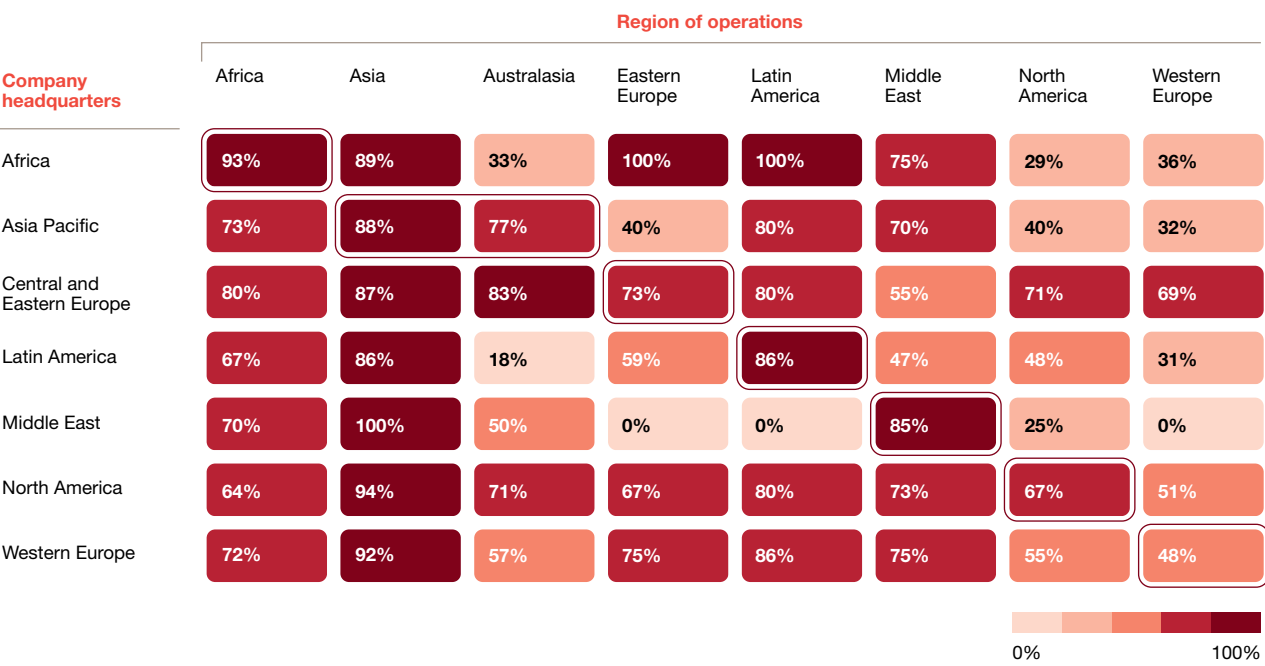 Region of operations
Company
headquarters
Africa Asia Australasia Eastern Europe Latin America Middle East North America Western Europe
Africa 93% 89% 33% 100% 100% 75% 29% 36%
Asia Pacific 73% 88% 77% 40% 80% 70% 40% 32%
Central and
Eastern Europe 80% 87% 83% 73% 80% 55% 71% 69%
Latin America 67% 86% 18% 59% 86% 47% 48% 31%
Middle East 70% 100% 50% 0% 0% 85% 25% 0%
North America 64% 94% 71% 67% 80% 73% 67% 51%
Western Europe 72% 92% 57% 75% 86% 75% 55% 48%
0% 100%